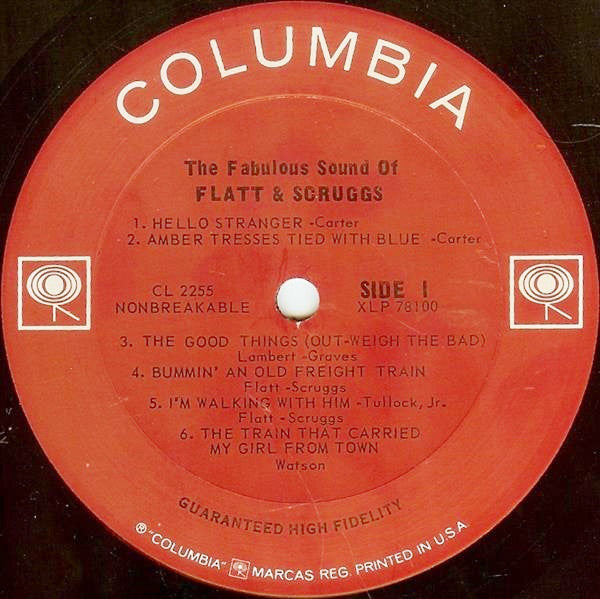 COLUMBIA
The Fabulous Sound Of
FLATT & SCRUGGS
1. HELLO STRANGER -Carter
2. AMBER TRESSES TIED WITH BLUE -Carter
CL 2255
NONBREAKABLE
SIDE 1
XLP 78100
3. THE GOOD THINGS (OUT-WEIGH THE BAD)
Lambert -Graves
4. BUMMIN' AN OLD FREIGHT TRAIN
Flatt -Scruggs
5. I'M WALKING WITH HIM -Tullock, Jr.
Flatt -Scruggs
6. THE TRAIN THAT CARRIED
MY GIRL FROM TOWN
Watson
GUARANTEED HIGH FIDELITY
® "COLUMBIA" MARCAS REG. PRINTED IN U.S.A.